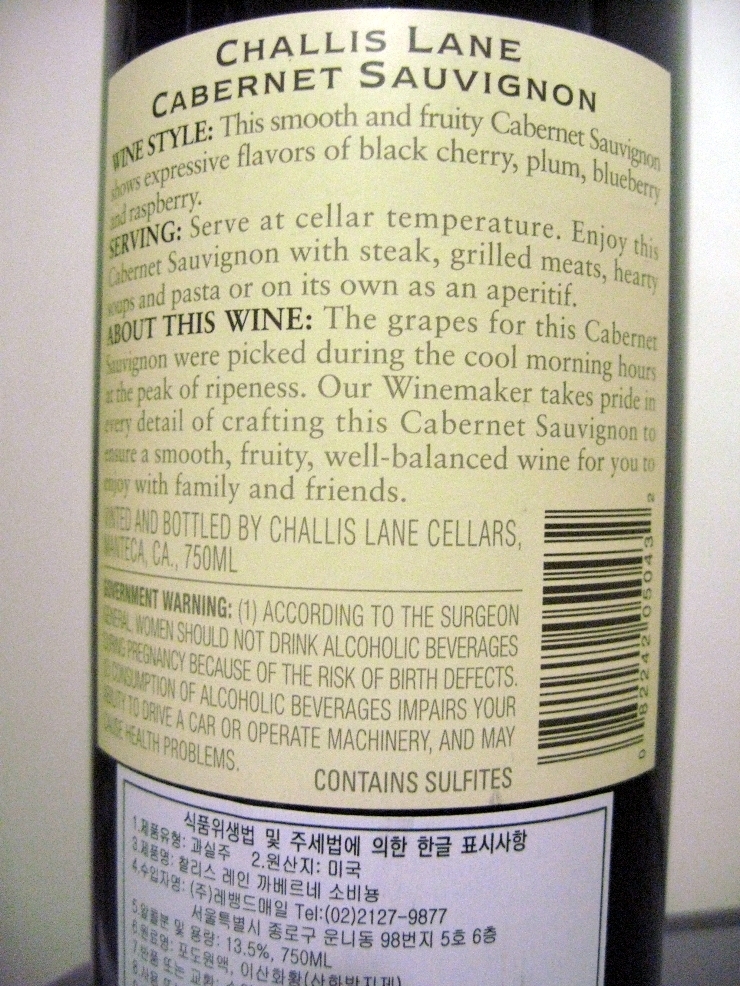 CHALLIS LANE
CABERNET SAUVIGNON
WINE STYLE: This smooth and fruity Cabernet Sauvignon
shows expressive flavors of black cherry, plum, blueberry
and raspberry.
SERVING: Serve at cellar temperature. Enjoy this
Cabernet Sauvignon with steak, grilled meats, hearty
soups and pasta or on its own as an aperitif.
ABOUT THIS WINE: The grapes for this Cabernet
Sauvignon were picked during the cool morning hours
at the peak of ripeness. Our Winemaker takes pride in
every detail of crafting this Cabernet Sauvignon to
ensure a smooth, fruity, well-balanced wine for you to
enjoy with family and friends.
VINTED AND BOTTLED BY CHALLIS LANE CELLARS,
MANTECA, CA., 750ML
GOVERNMENT WARNING: (1) ACCORDING TO THE SURGEON
GENERAL, WOMEN SHOULD NOT DRINK ALCOHOLIC BEVERAGES
DURING PREGNANCY BECAUSE OF THE RISK OF BIRTH DEFECTS.
(2) CONSUMPTION OF ALCOHOLIC BEVERAGES IMPAIRS YOUR
ABILITY TO DRIVE A CAR OR OPERATE MACHINERY, AND MAY
CAUSE HEALTH PROBLEMS.
CONTAINS SULFITES
0 82242 05043 2
식품위생법 및 주세법에 의한 한글 표시사항
1.제품유형: 과실주 2.원산지: 미국
3.제품명: 찰리스 레인 까베르네 소비뇽
4.수입자명: (주)레뱅드매일 Tel:(02)2127-9877
서울특별시 종로구 운니동 98번지 5호 6층
5.알콜분 및 용량: 13.5%, 750ML
6.원료명: 포도원액, 이산화황(산화방지제)
7.반품 또는 교환: